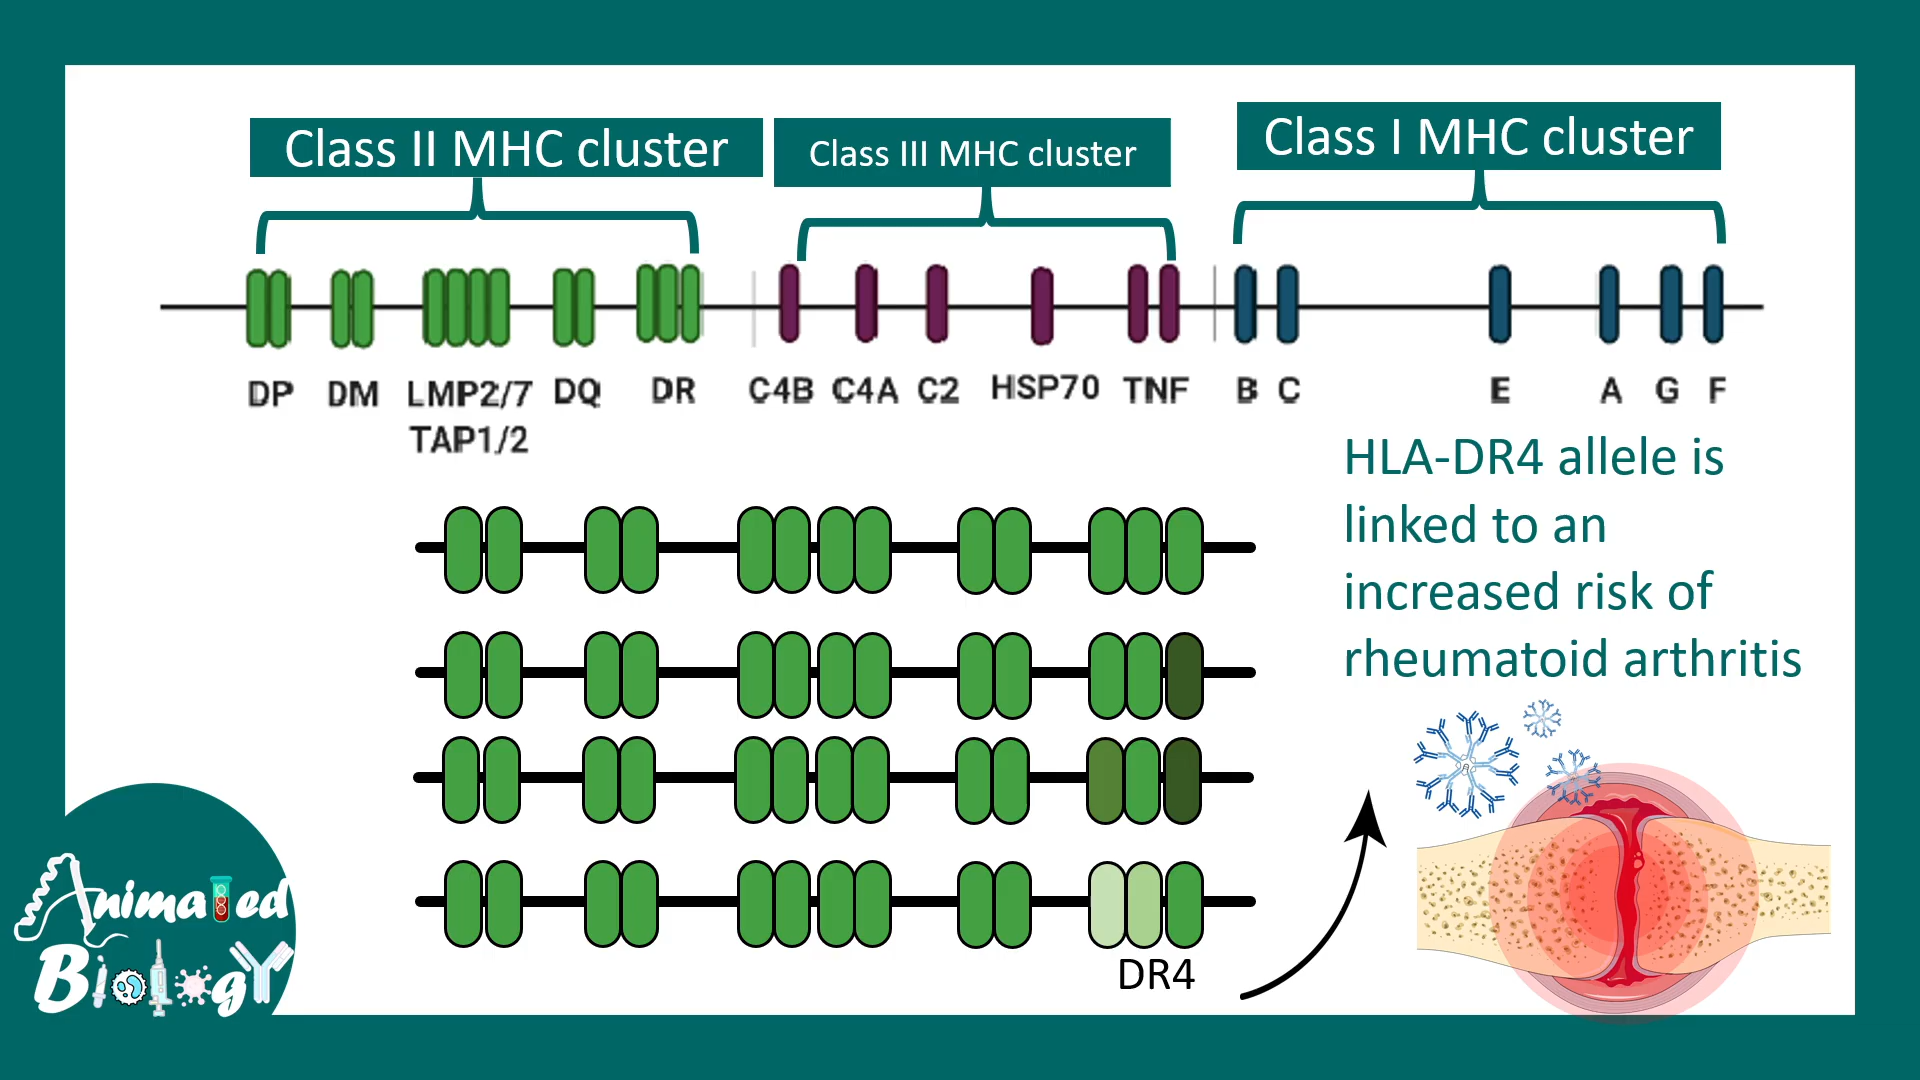 Class II MHC cluster
Class III MHC cluster
Class I MHC cluster
DP DM LMP2/7 DQ DR C4B C4A C2 HSP70 TNF B C E A G F
TAP1/2
HLA-DR4 allele is
linked to an
increased risk of
rheumatoid arthritis
DR4
Animated
Biology